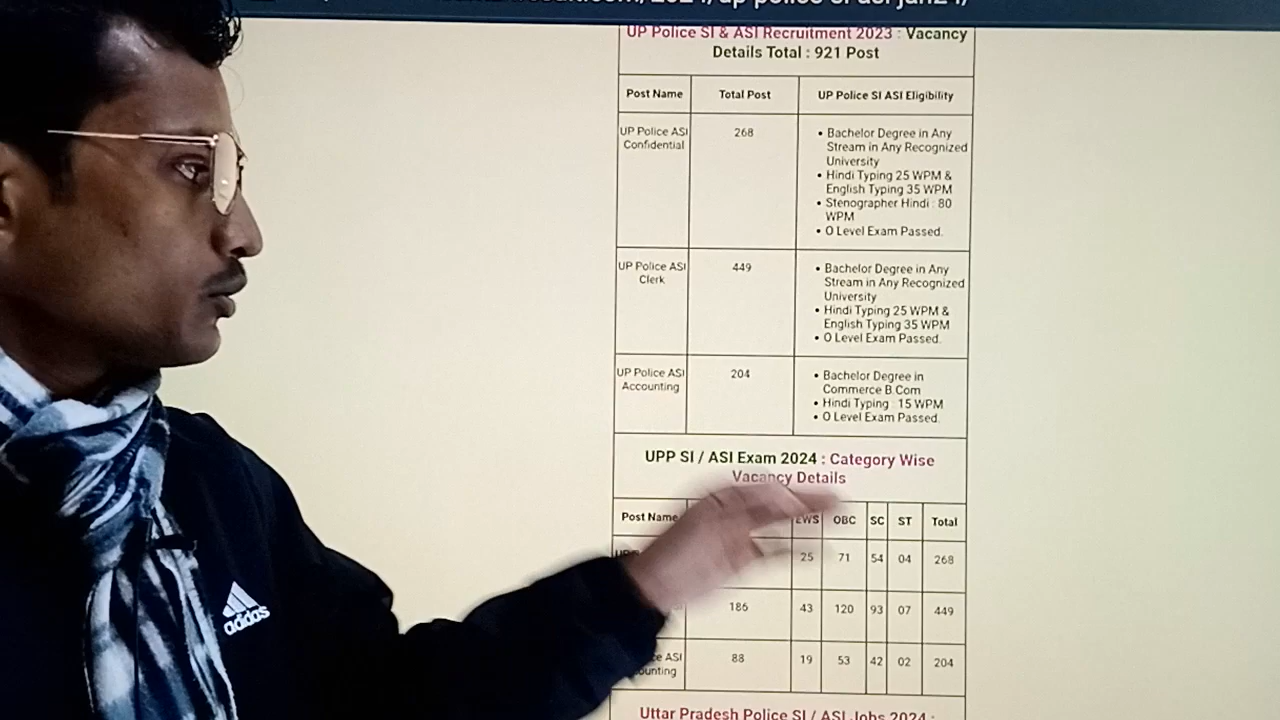 UP Police SI & ASI Recruitment 2023 : Vacancy
Details Total : 921 Post
Post Name Total Post UP Police SI ASI Eligibility
UP Police ASI
Confidential
268
• Bachelor Degree in Any
Stream in Any Recognized
University
• Hindi Typing 25 WPM &
English Typing 35 WPM
• Stenographer Hindi : 80
WPM
• O Level Exam Passed.
UP Police ASI
Clerk
449
• Bachelor Degree in Any
Stream in Any Recognized
University
• Hindi Typing 25 WPM &
English Typing 35 WPM
• O Level Exam Passed.
UP Police ASI
Accounting
204
• Bachelor Degree in
Commerce B.Com
• Hindi Typing : 15 WPM
• O Level Exam Passed.
UPP SI / ASI Exam 2024 : Category Wise
Vacancy Details
Post Name EWS OBC SC ST Total
25 71 54 04 268
186 43 120 93 07 449
ASI
88 19 53 42 02 204
Uttar Pradesh Police SI / ASI Jobs 2024 :
adidas